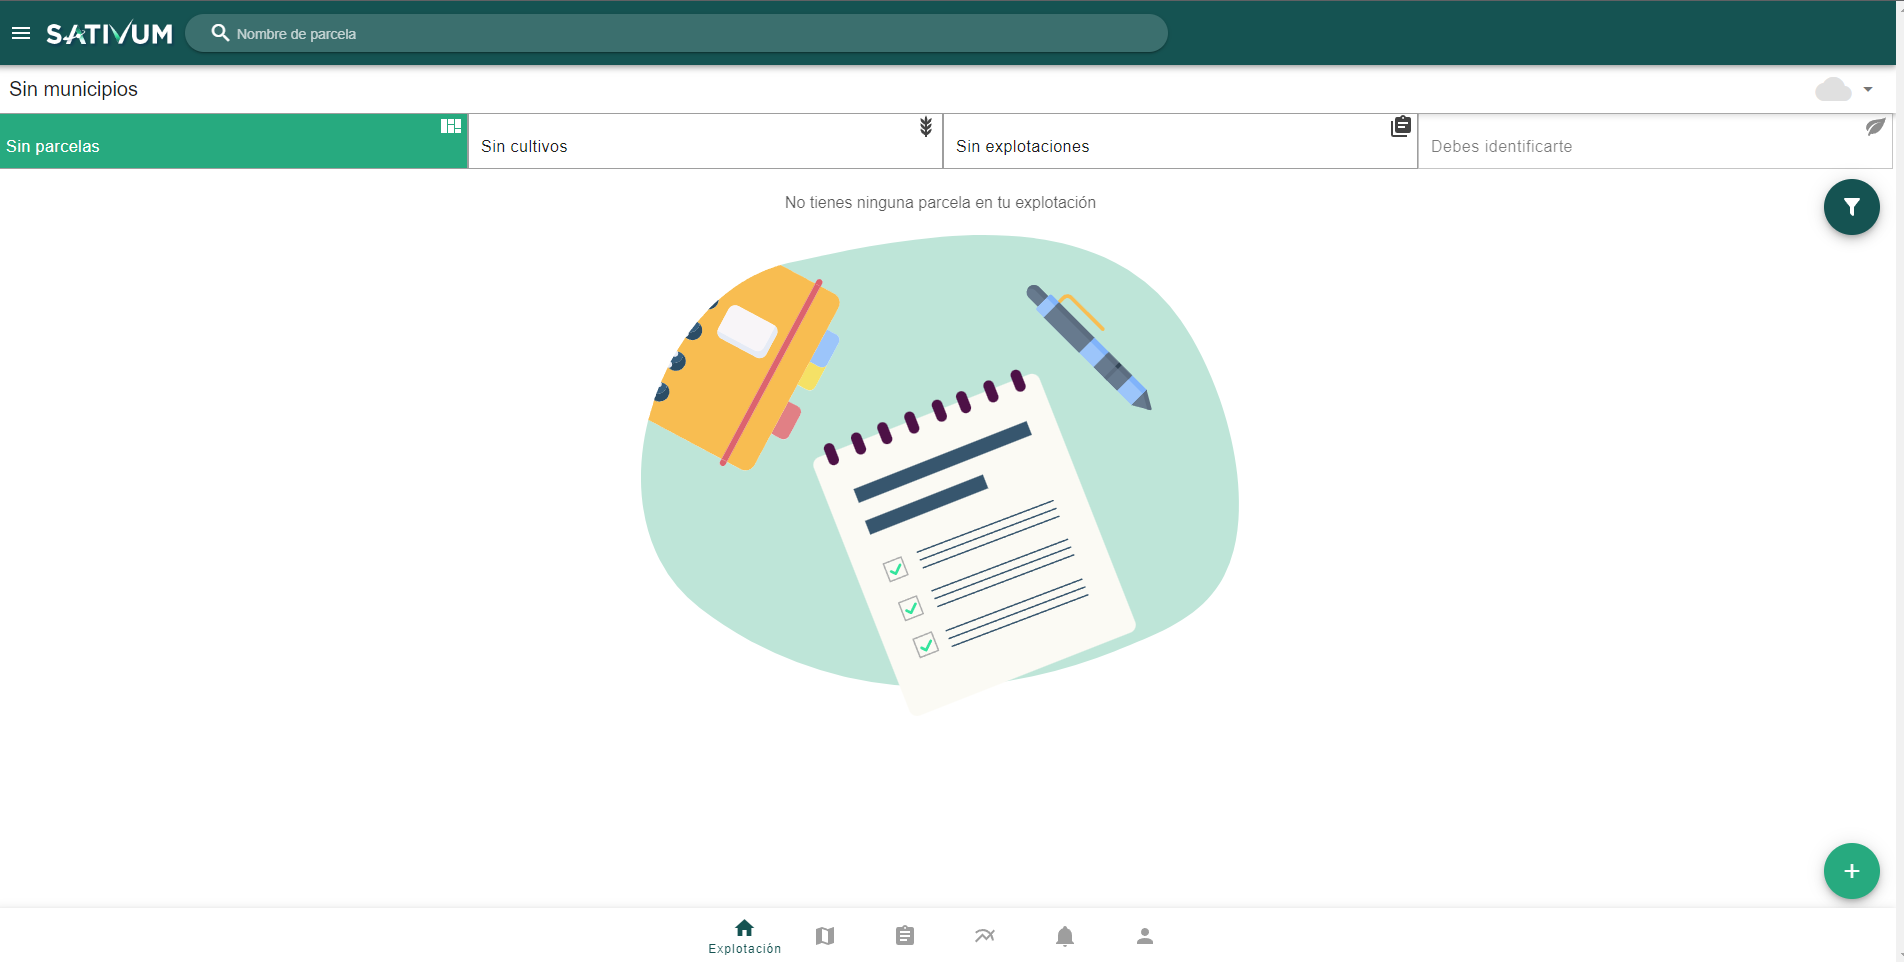 SATIVUM
Nombre de parcela
Sin municipios
Sin parcelas
Sin cultivos
Sin explotaciones
Debes identificarte
No tienes ninguna parcela en tu explotación
Explotación